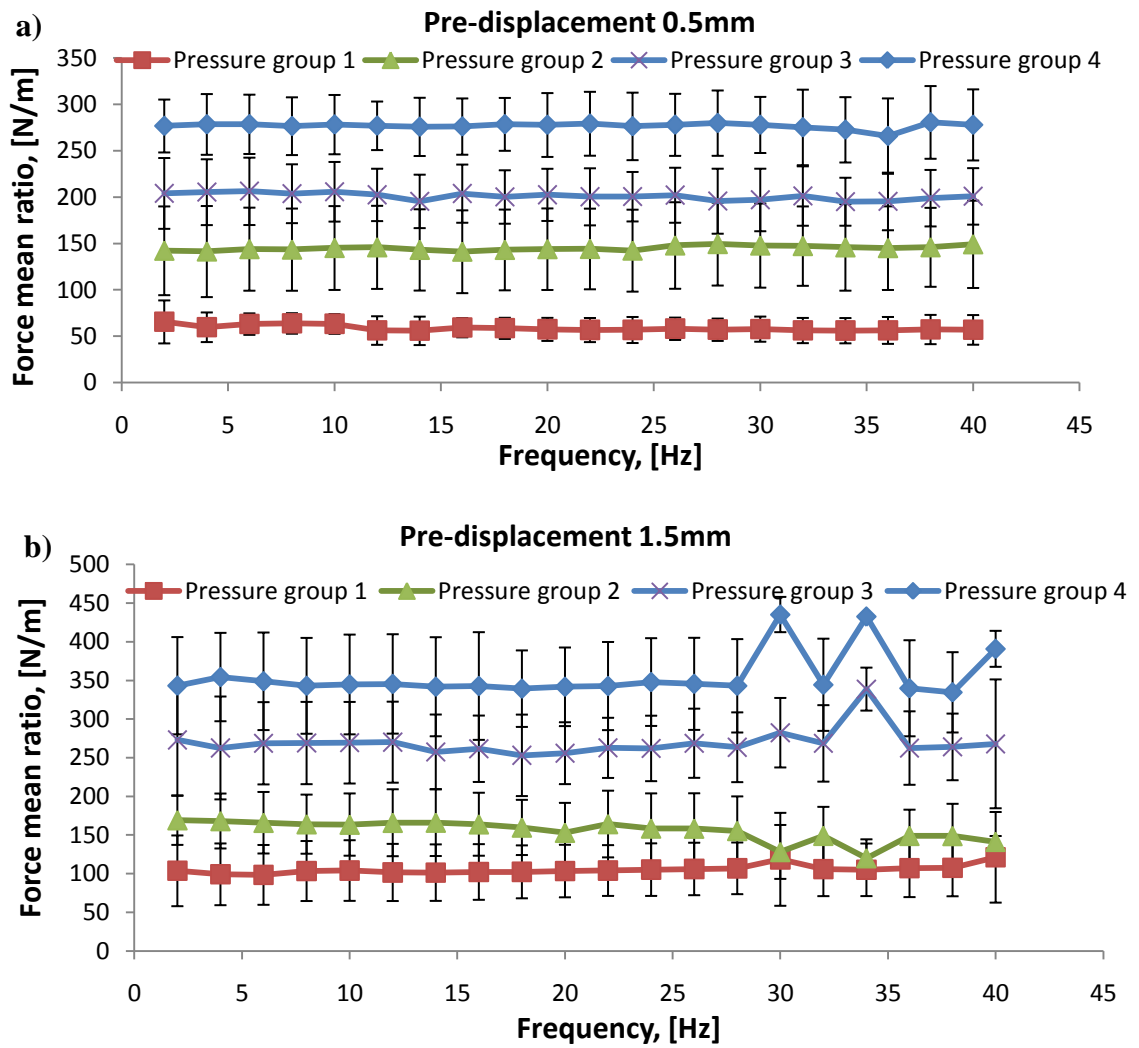 a)
Pre-displacement 0.5mm
Pressure group 1 Pressure group 2 Pressure group 3 Pressure group 4
Force mean ratio, [N/m]
350
300
250
200
150
100
50
0
0 5 10 15 20 25 30 35 40 45
Frequency, [Hz]
b)
Pre-displacement 1.5mm
Pressure group 1 Pressure group 2 Pressure group 3 Pressure group 4
Force mean ratio, [N/m]
500
450
400
350
300
250
200
150
100
50
0
0 5 10 15 20 25 30 35 40 45
Frequency, [Hz]